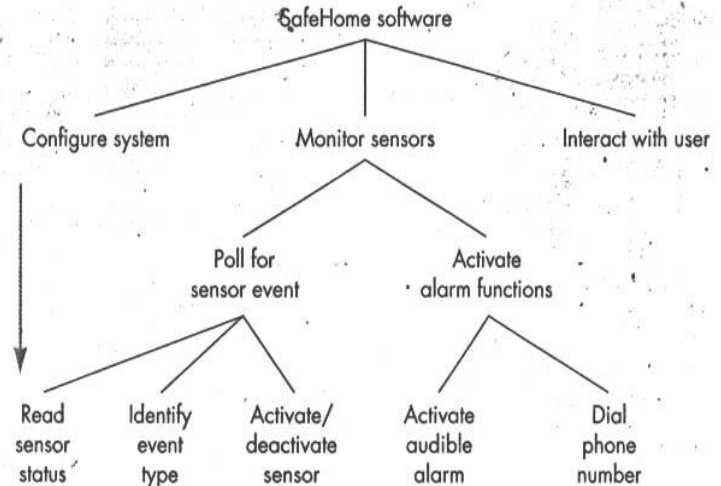 SafeHome software
Configure system
Monitor sensors
Interact with user
Poll for
sensor event
Activate
alarm functions
Read
sensor
status
Identify
event
type
Activate/
deactivate
sensor
Activate
audible
alarm
Dial
phone
number